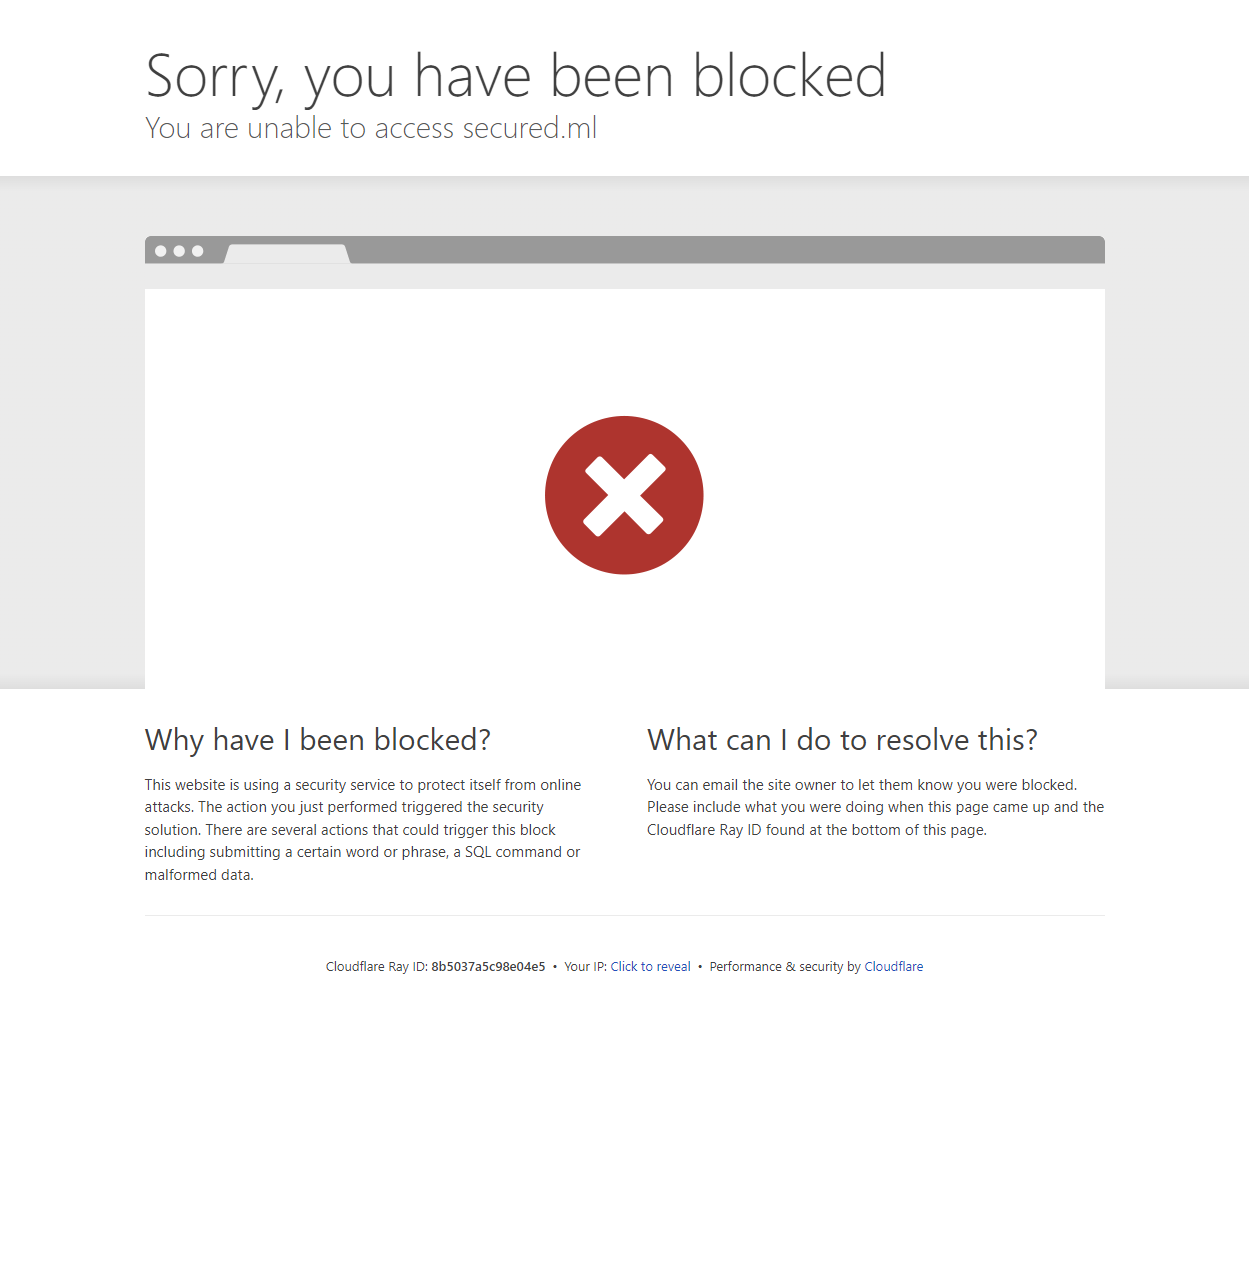 Sorry, you have been blocked
You are unable to access secured.ml
Why have I been blocked?
This website is using a security service to protect itself from online
attacks. The action you just performed triggered the security
solution. There are several actions that could trigger this block
including submitting a certain word or phrase, a SQL command or
malformed data.
What can I do to resolve this?
You can email the site owner to let them know you were blocked.
Please include what you were doing when this page came up and the
Cloudflare Ray ID found at the bottom of this page.
Cloudflare Ray ID: 8b5037a5c98e04e5 • Your IP: Click to reveal • Performance & security by Cloudflare